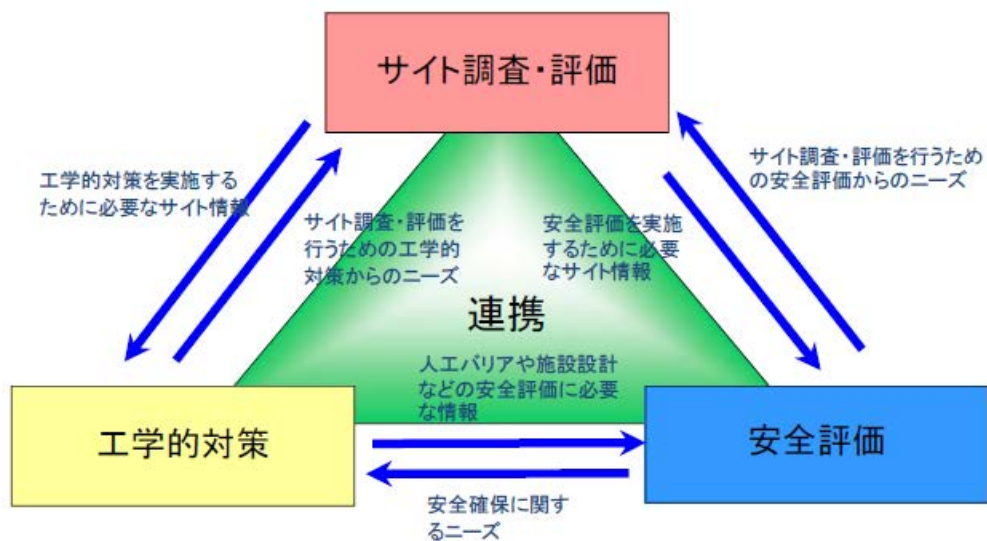 サイト調査・評価
工学的対策を実施する
ために必要なサイト情報
サイト調査・評価を
行うための工学的
対策からのニーズ
安全評価を実施
するために必要
なサイト情報
サイト調査・評価を行うため
の安全評価からのニーズ
連携
人工バリアや施設設計
などの安全評価に必要
な情報
工学的対策
安全評価
安全確保に関す
るニーズ